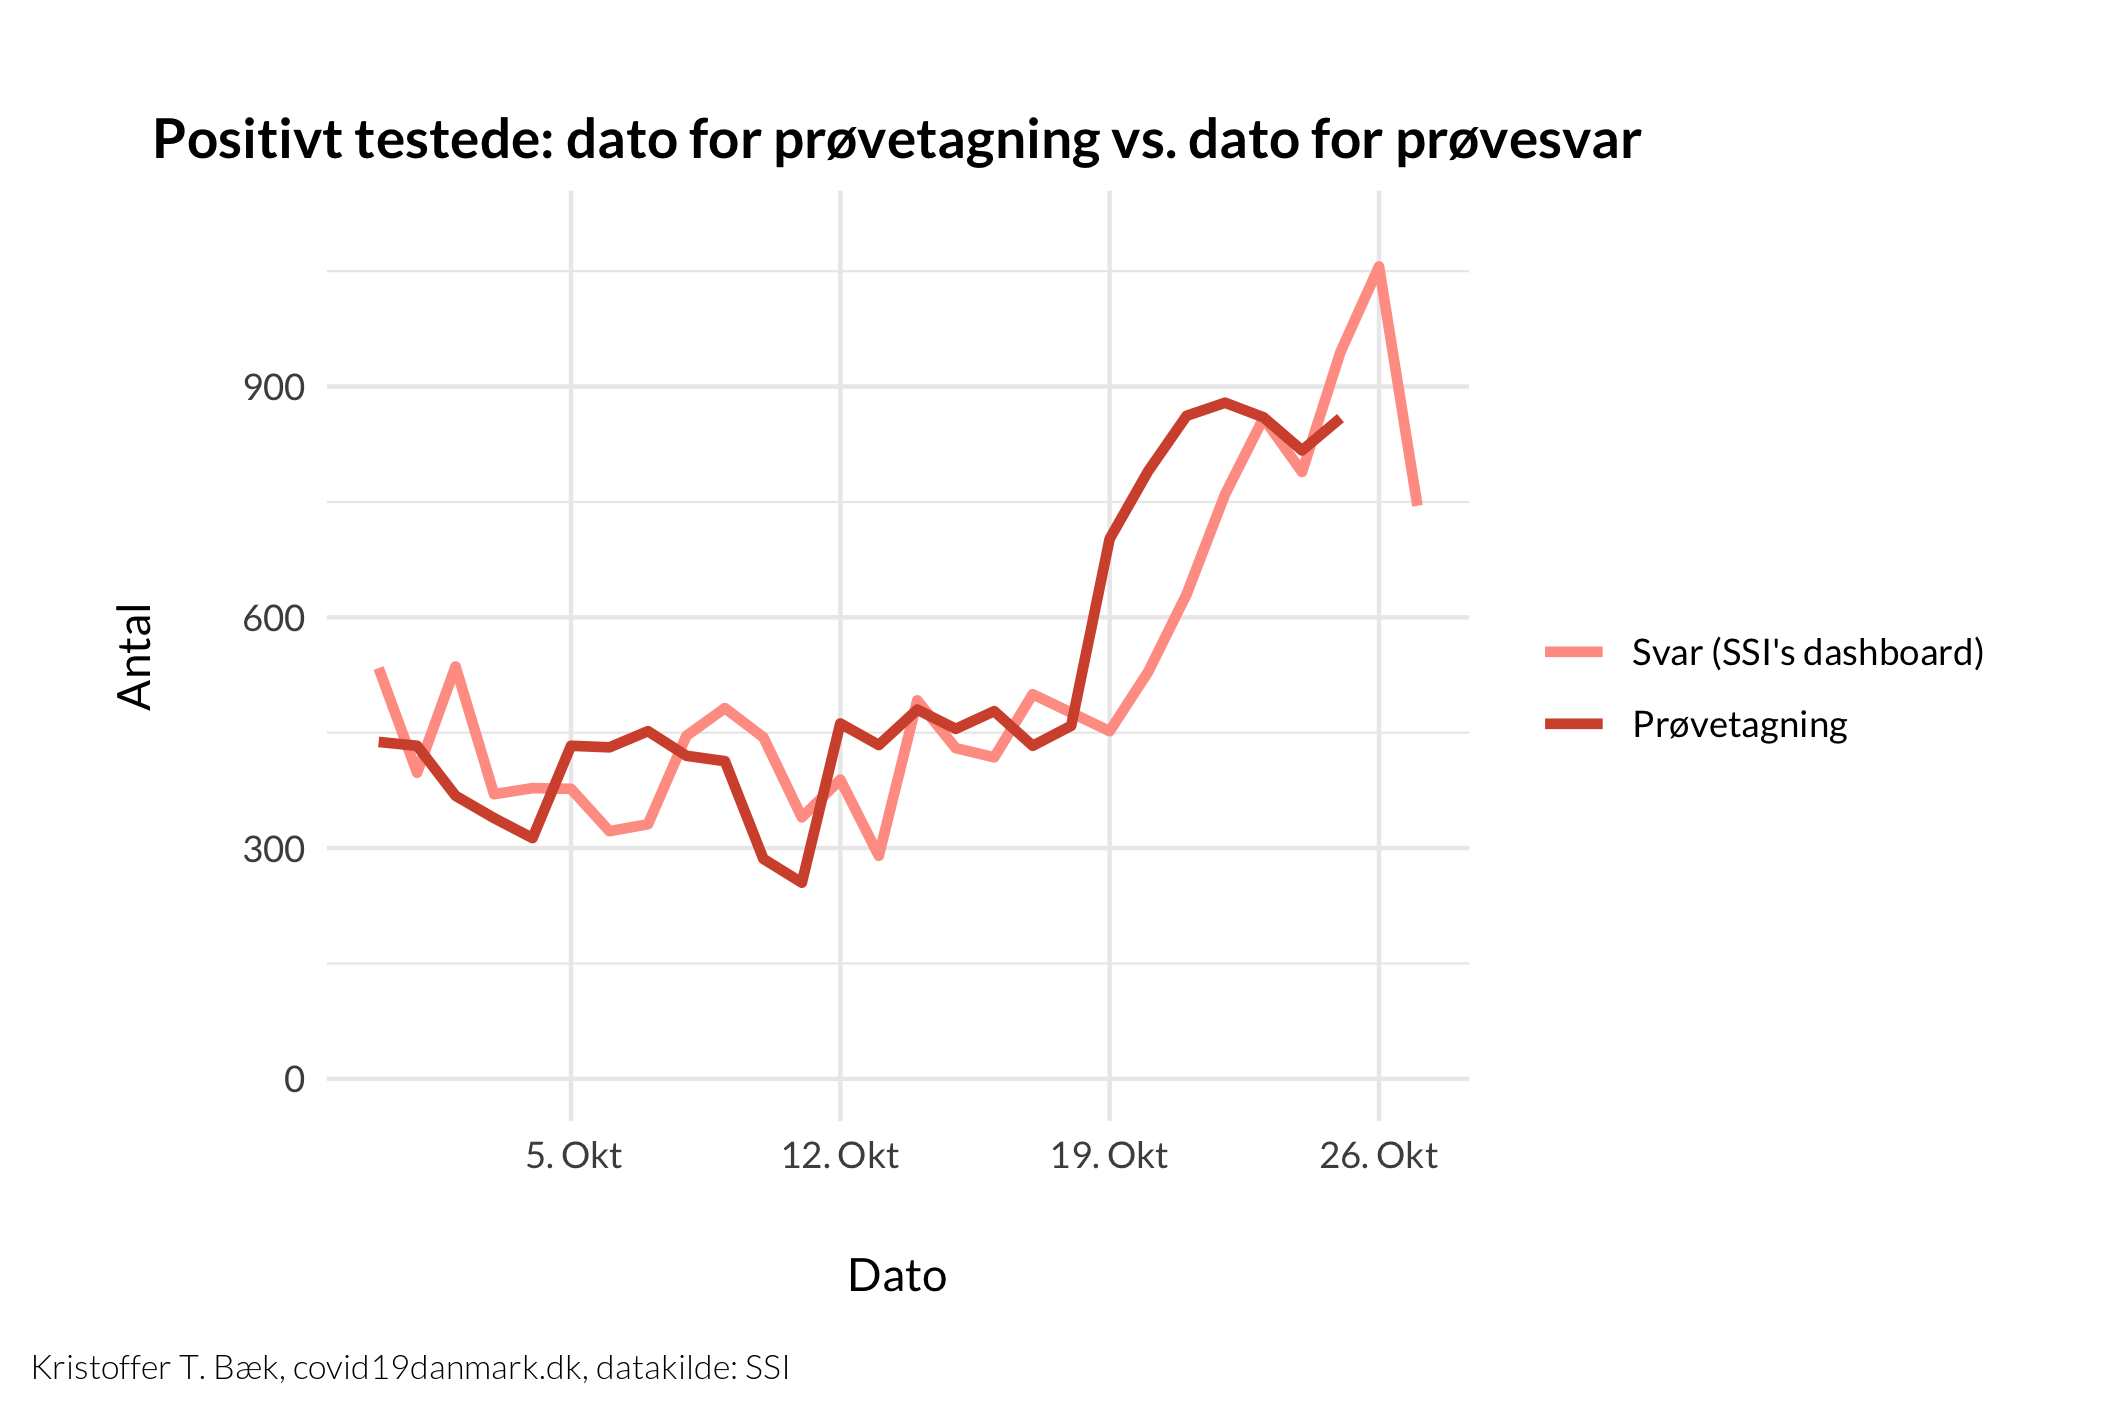 Positivt testede: dato for prøvetagning vs. dato for prøvesvar
Antal
900
600
300
0
5. Okt
12. Okt
19. Okt
26. Okt
Dato
Svar (SSI's dashboard)
Prøvetagning
Kristoffer T. Bæk, covid19danmark.dk, datakilde: SSI